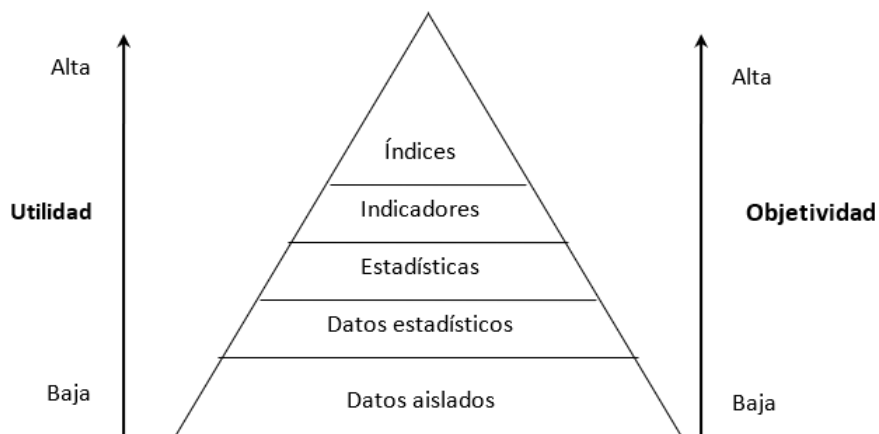 Alta
Alta
Índices
Utilidad
Indicadores
Objetividad
Estadísticas
Datos estadísticos
Baja
Datos aislados
Baja